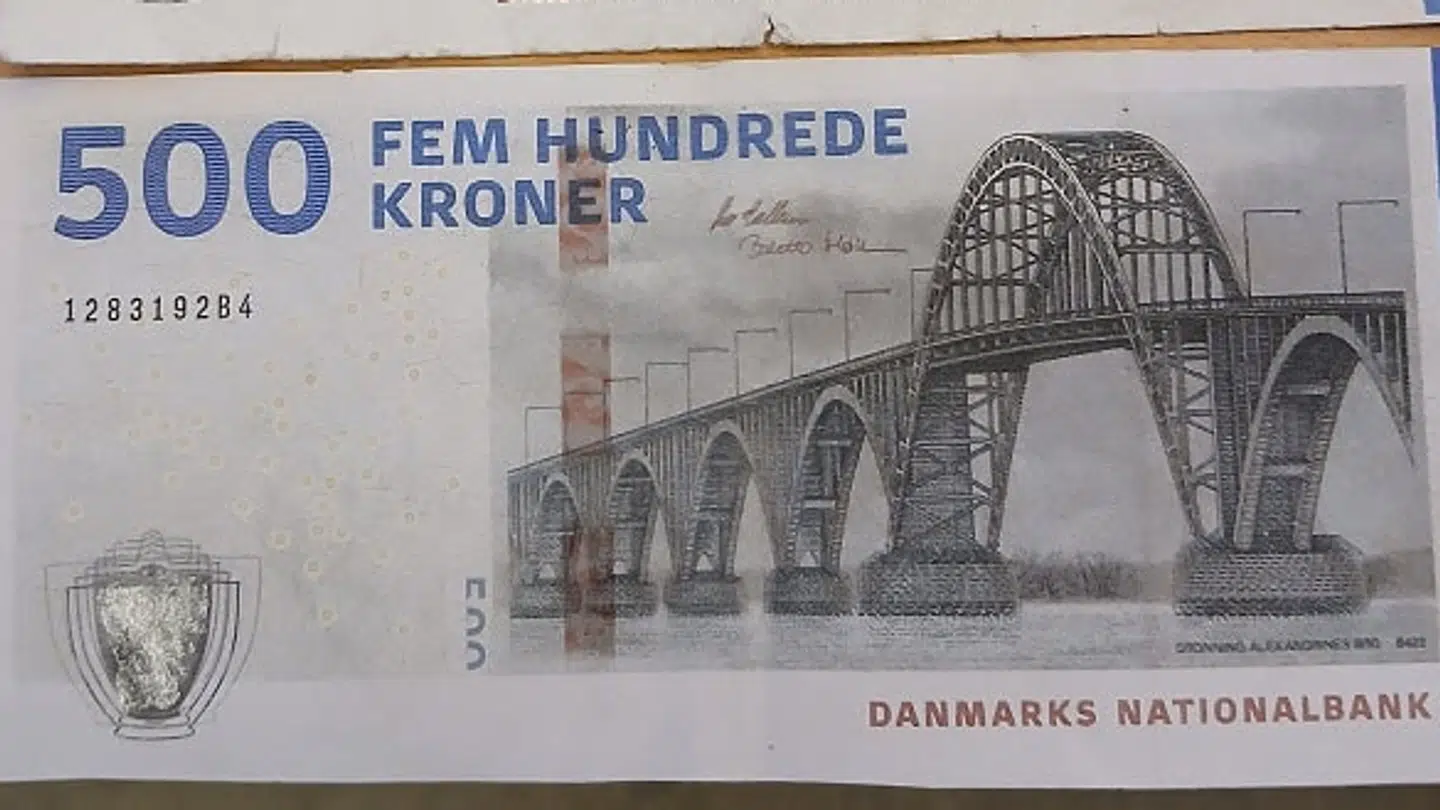 500 FEM HUNDREDE
KRONER
1283192B4
DRONNING ALEXANDRINES BRO
DANMARKS NATIONALBANK